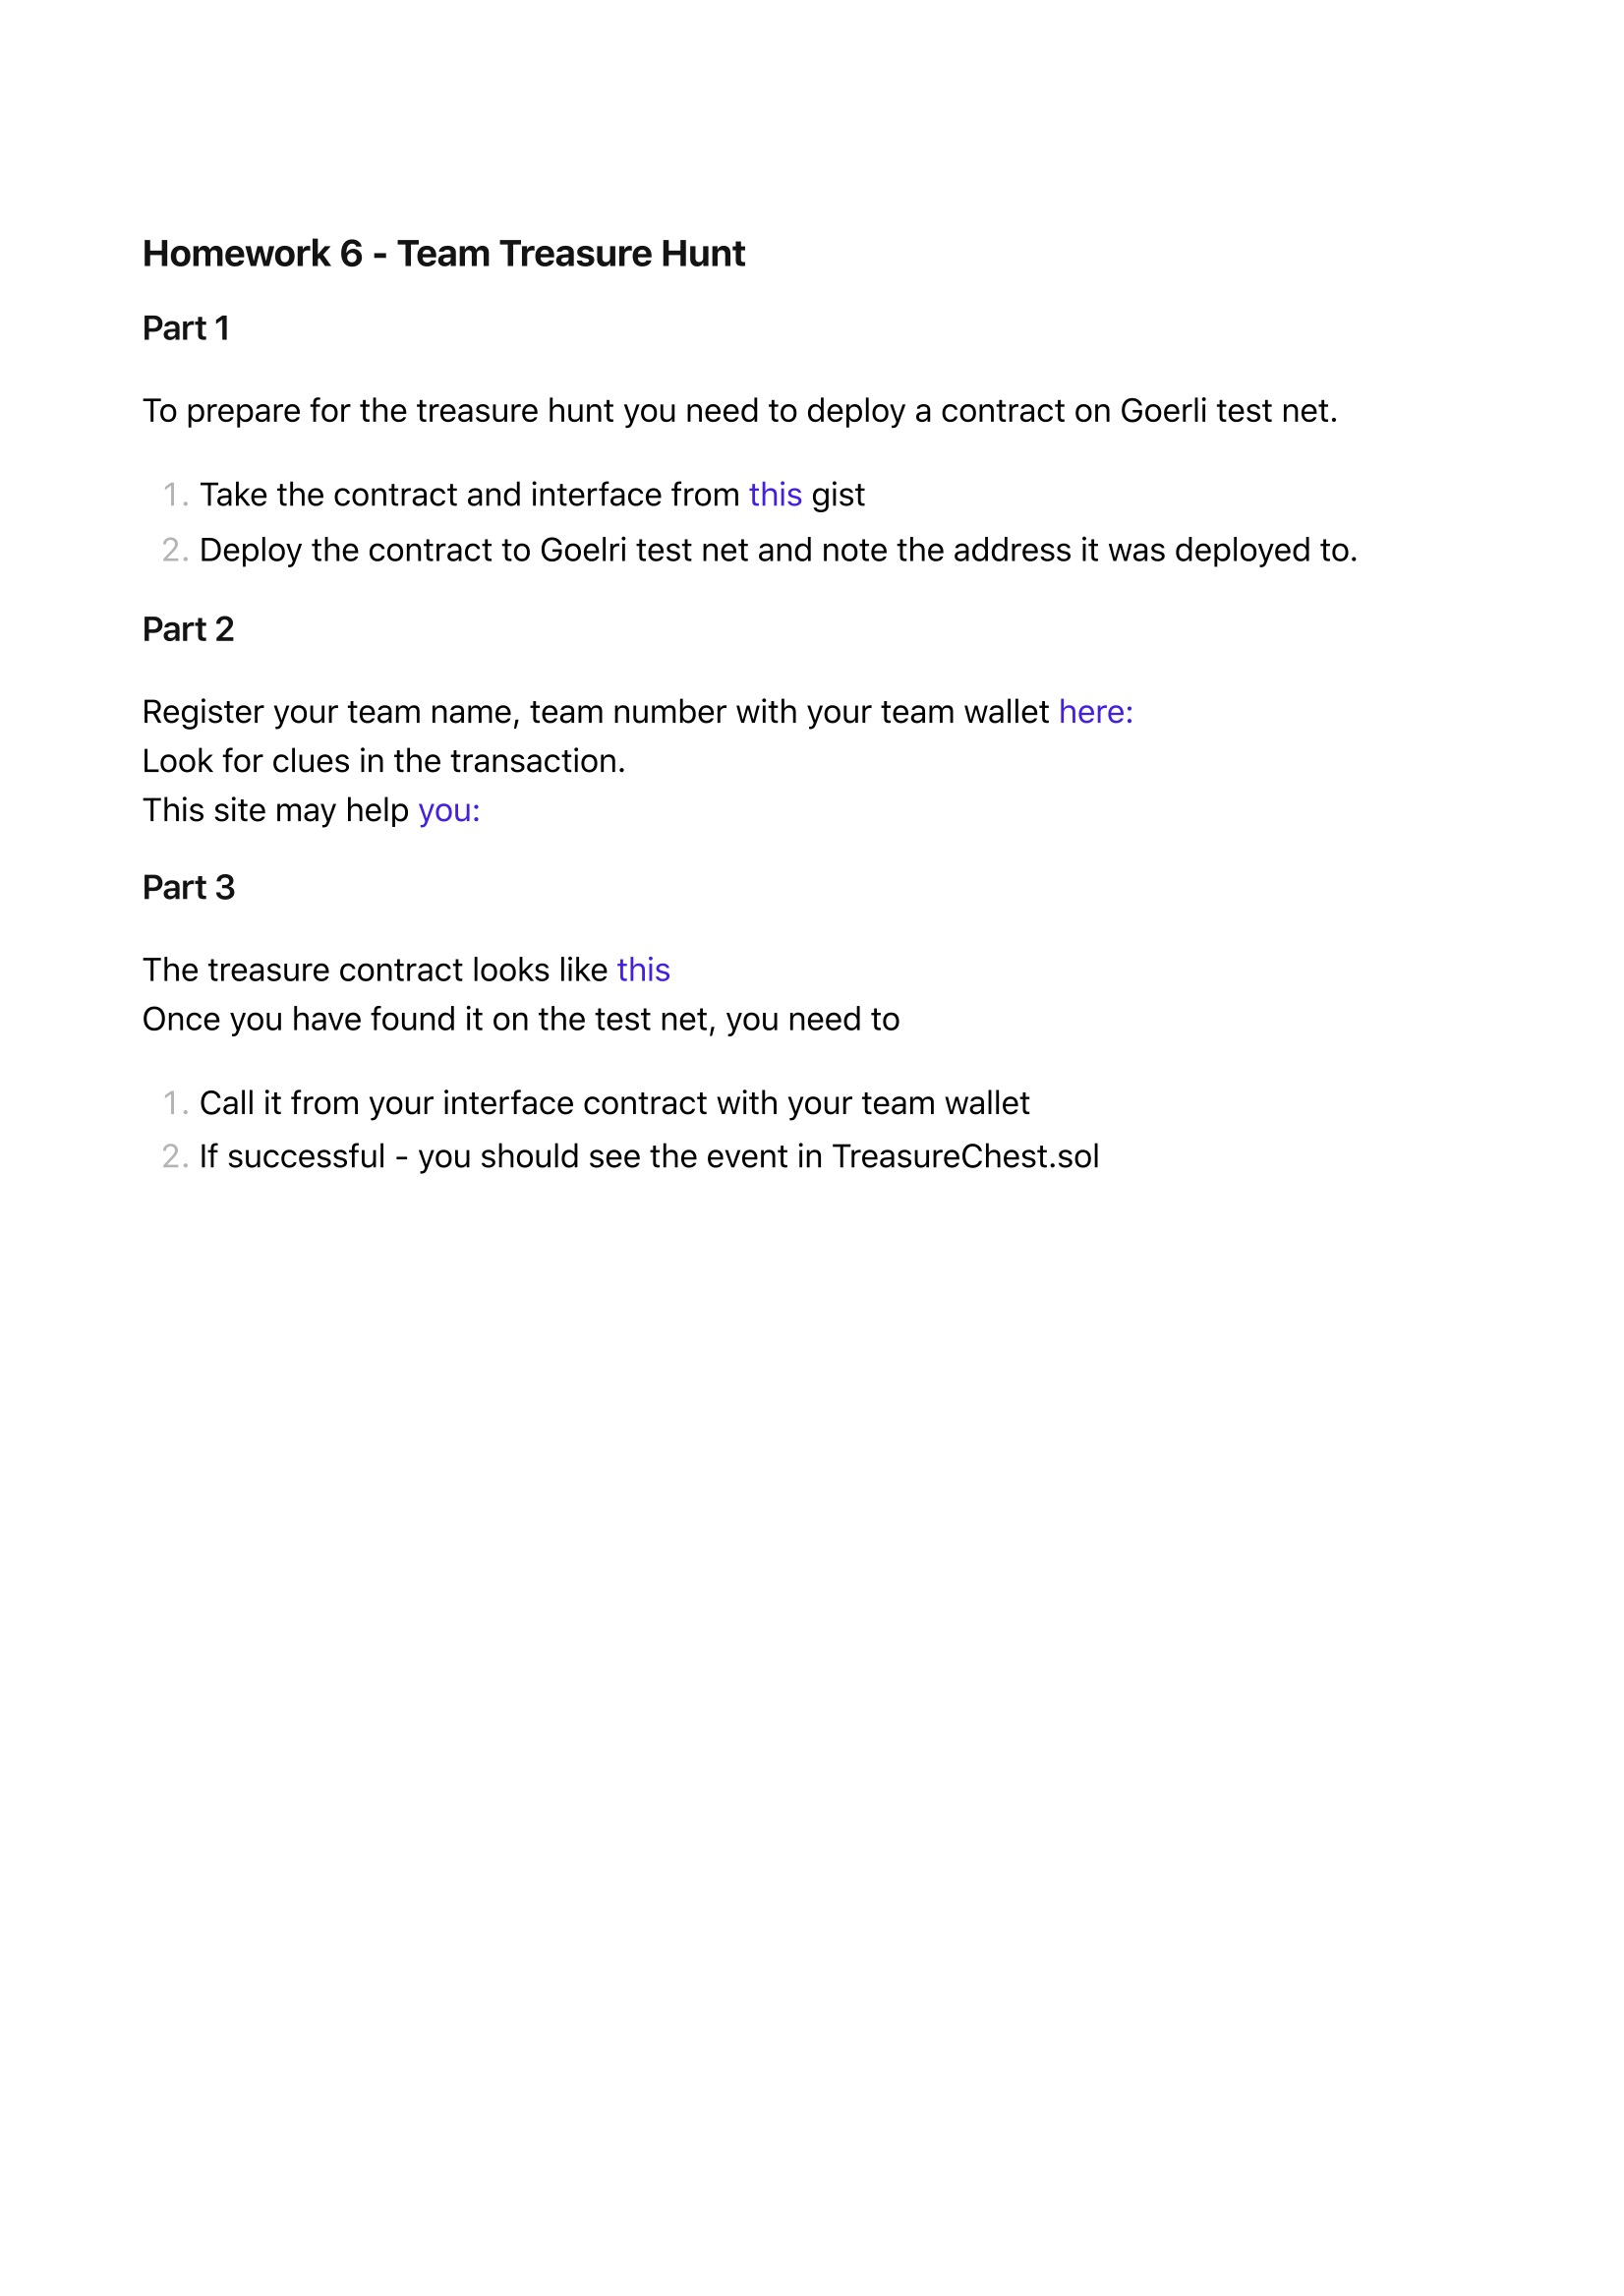 Homework 6 - Team Treasure Hunt
Part 1
To prepare for the treasure hunt you need to deploy a contract on Goerli test net.
1. Take the contract and interface from this gist
2. Deploy the contract to Goelri test net and note the address it was deployed to.
Part 2
Register your team name, team number with your team wallet here:
Look for clues in the transaction.
This site may help you:
Part 3
The treasure contract looks like this
Once you have found it on the test net, you need to
1. Call it from your interface contract with your team wallet
2. If successful - you should see the event in TreasureChest.sol